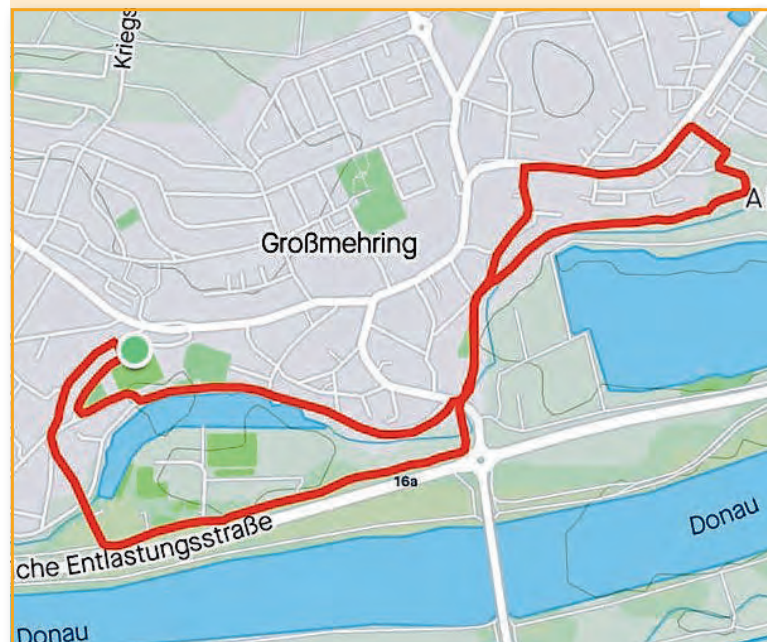 Kriegs
Großmehring
A
16a
che Entlastungsstraße
Donau
Donau